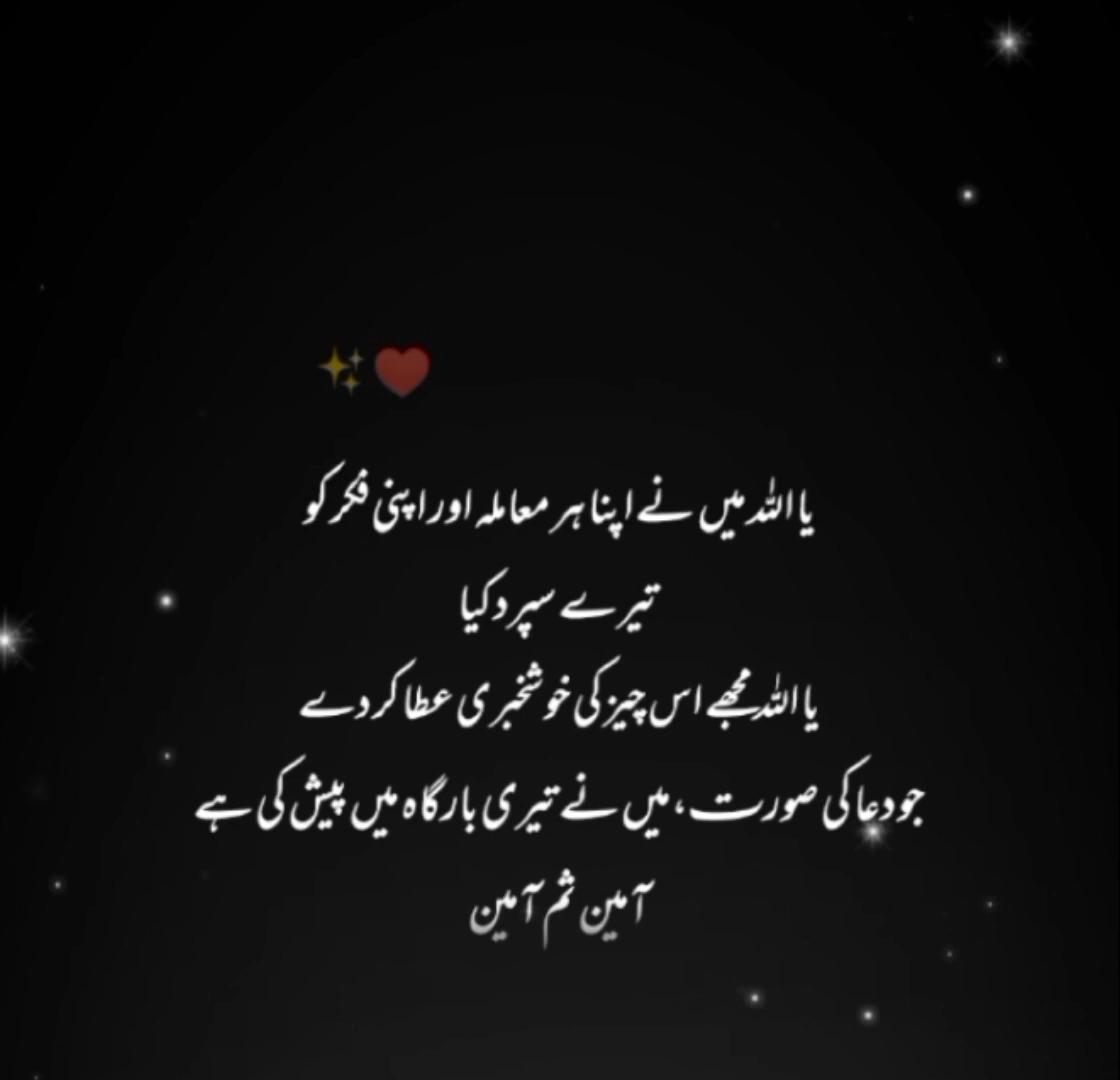 ✨❤️
یا اللہ میں نے اپنا ہر معاملہ اور اپنی فکر کو
تیرے سپرد کیا
یا اللہ مجھے اس چیز کی خوشخبری عطا کر دے
جو دعا کی صورت، میں نے تیری بارگاہ میں پیش کی ہے
آمین ثم آمین